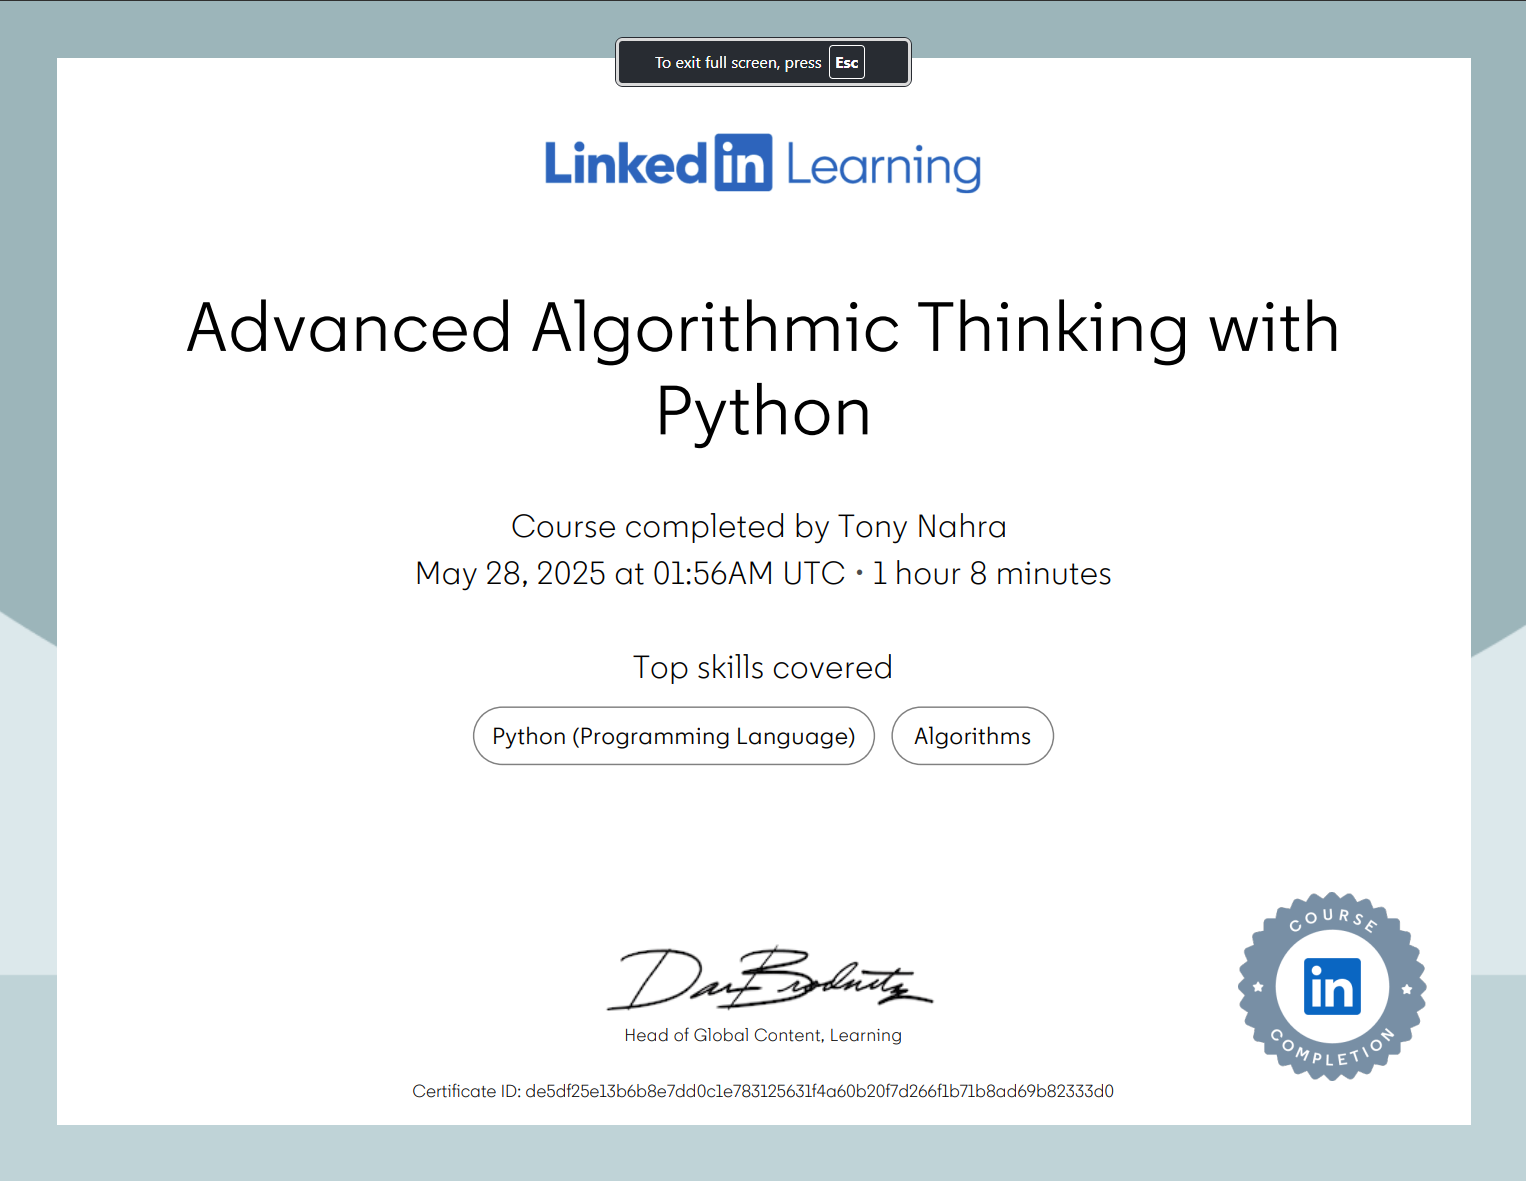 To exit full screen, press Esc
Linked in Learning
Advanced Algorithmic Thinking with
Python
Course completed by Tony Nahra
May 28, 2025 at 01:56AM UTC • 1 hour 8 minutes
Top skills covered
Python (Programming Language) Algorithms
Dan Brodnitz
Head of Global Content, Learning
COURSE
in
COMPLETION
Certificate ID: de5df25e13b6b8e7dd0c1e783125631f4a60b20f7d266f1b71b8ad69b82333d0